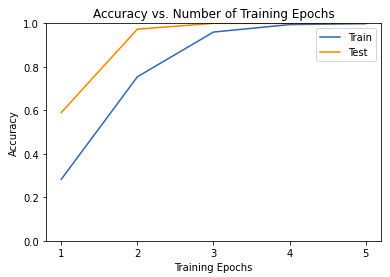 Accuracy vs. Number of Training Epochs
1.0
0.8
0.6
0.4
0.2
0.0
Accuracy
Train
Test
1 2 3 4 5
Training Epochs